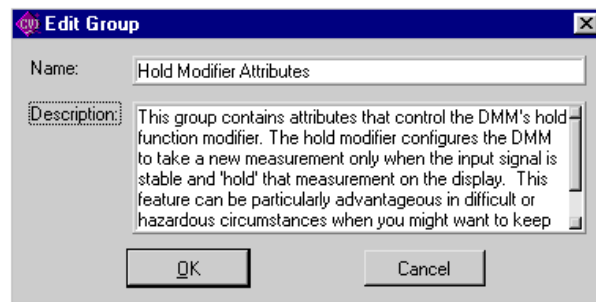 CVI Edit Group
Name: Hold Modifier Attributes
Description: This group contains attributes that control the DMM's hold
function modifier. The hold modifier configures the DMM
to take a new measurement only when the input signal is
stable and 'hold' that measurement on the display.  This
feature can be particularly advantageous in difficult or
hazardous circumstances when you might want to keep
OK Cancel